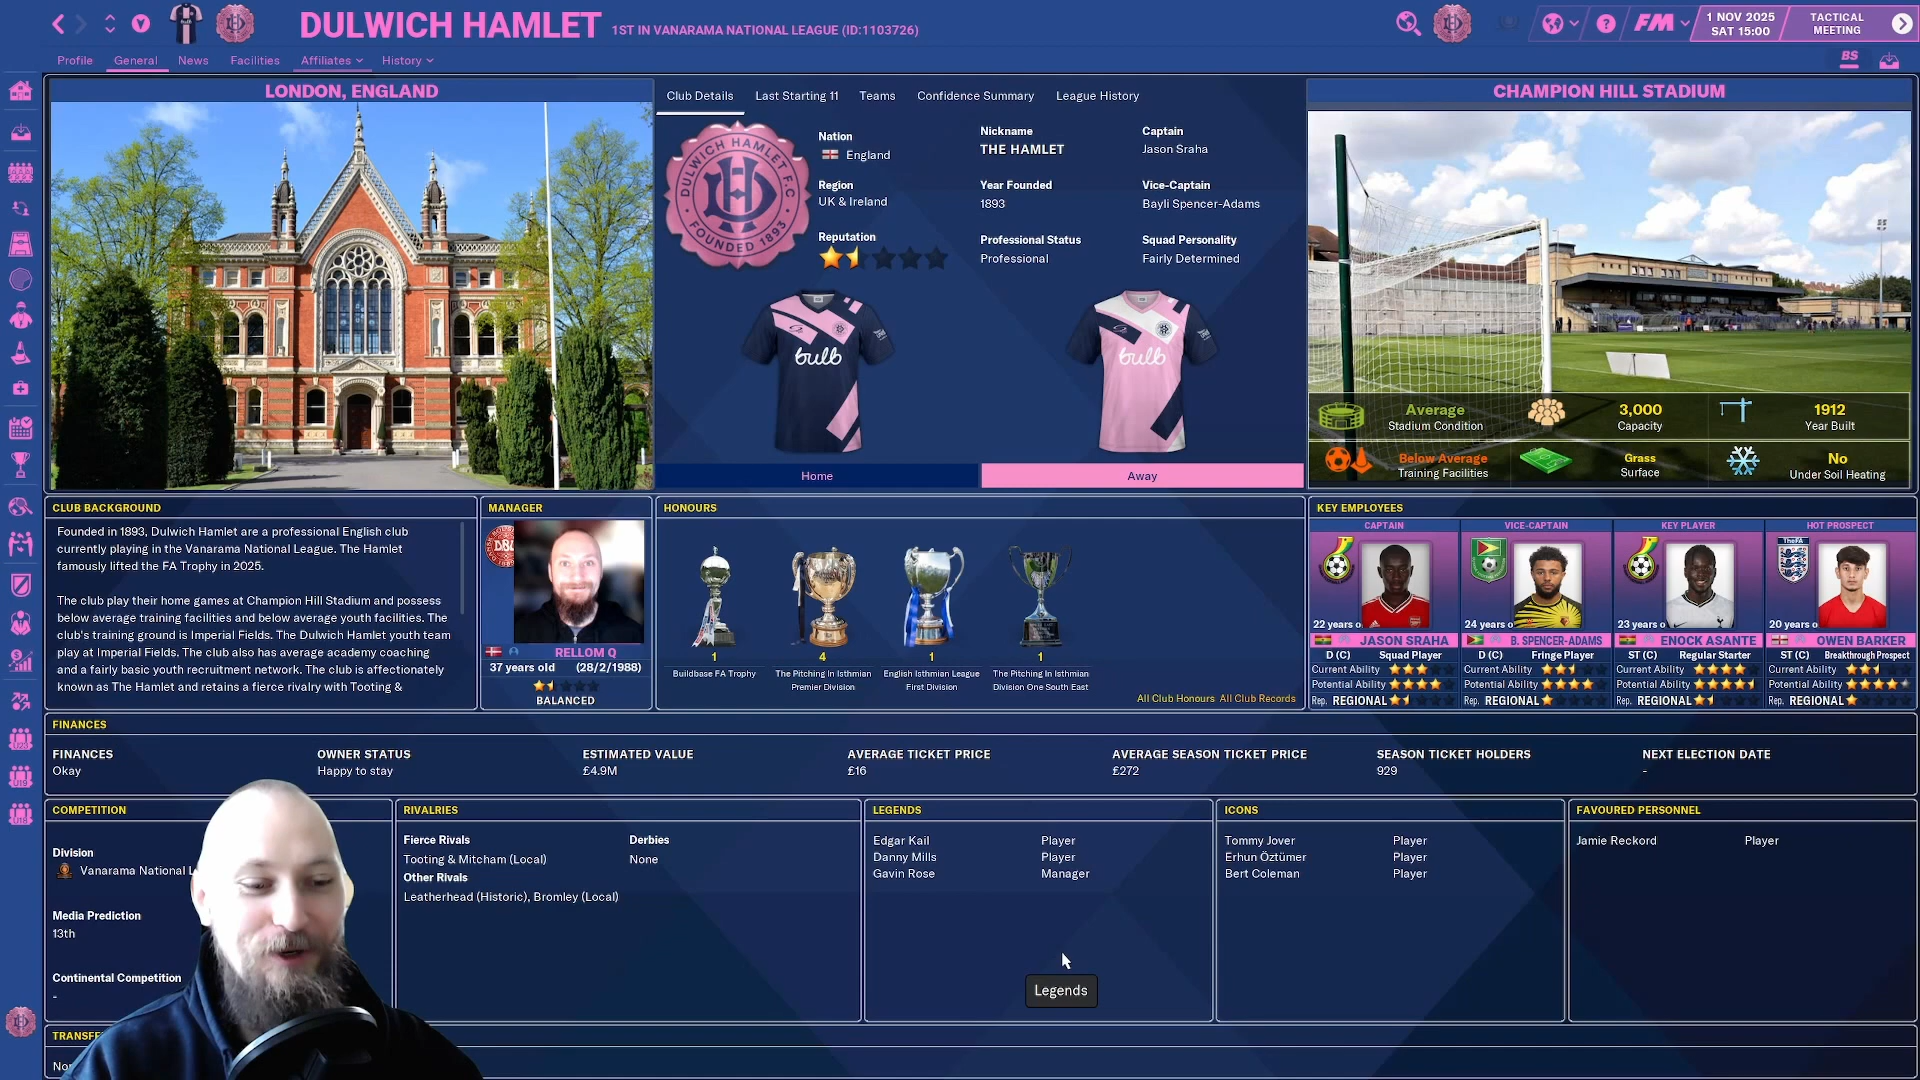 DULWICH HAMLET
1ST IN VANARAMA NATIONAL LEAGUE (ID:1103726)
FM
1 NOV 2025
SAT 15:00
TACTICAL
MEETING
Profile
General
News
Facilities
Affiliates
History
BS
LONDON, ENGLAND
Club Details
Last Starting 11
Teams
Confidence Summary
League History
CHAMPION HILL STADIUM
DULWICH HAMLET F.C
FOUNDED 1893
Nation
England
Region
UK & Ireland
Reputation
Nickname
THE HAMLET
Year Founded
1893
Professional Status
Professional
Captain
Jason Sraha
Vice-Captain
Bayli Spencer-Adams
Squad Personality
Fairly Determined
bulb
bulb
Home
Away
Average
Stadium Condition
3,000
Capacity
1912
Year Built
Below Average
Training Facilities
Grass
Surface
No
Under Soil Heating
CLUB BACKGROUND
Founded in 1893, Dulwich Hamlet are a professional English club
currently playing in the Vanarama National League. The Hamlet
famously lifted the FA Trophy in 2025.
The club play their home games at Champion Hill Stadium and possess
below average training facilities and below average youth facilities. The
club's training ground is Imperial Fields. The Dulwich Hamlet youth team
play at Imperial Fields. The club also has average academy coaching
and a fairly basic youth recruitment network. The club is affectionately
known as The Hamlet and retains a fierce rivalry with Tooting &
MANAGER
DBU
RELLOM Q
37 years old
(28/2/1988)
BALANCED
HONOURS
1
Buildbase FA Trophy
4
The Pitching In Isthmian
Premier Division
1
English Isthmian League
First Division
1
The Pitching In Isthmian
Division One South East
All Club Honours
All Club Records
KEY EMPLOYEES
CAPTAIN
22 years o
JASON SRAHA
D (C)
Squad Player
Current Ability
Potential Ability
Rep. REGIONAL
VICE-CAPTAIN
24 years o
B. SPENCER-ADAMS
D (C)
Fringe Player
Current Ability
Potential Ability
Rep. REGIONAL
KEY PLAYER
23 years o
ENOCK ASANTE
ST (C)
Regular Starter
Current Ability
Potential Ability
Rep. REGIONAL
HOT PROSPECT
TheFA
20 years o
OWEN BARKER
ST (C)
Breakthrough Prospect
Current Ability
Potential Ability
Rep. REGIONAL
FINANCES
FINANCES
Okay
OWNER STATUS
Happy to stay
ESTIMATED VALUE
£4.9M
AVERAGE TICKET PRICE
£16
AVERAGE SEASON TICKET PRICE
£272
SEASON TICKET HOLDERS
929
NEXT ELECTION DATE
-
COMPETITION
Division
Vanarama National L
Media Prediction
13th
Continental Competition
-
RIVALRIES
Fierce Rivals
Tooting & Mitcham (Local)
Other Rivals
Leatherhead (Historic), Bromley (Local)
Derbies
None
LEGENDS
Edgar Kail
Player
Danny Mills
Player
Gavin Rose
Manager
Legends
ICONS
Tommy Jover
Player
Erhun Öztümer
Player
Bert Coleman
Player
FAVOURED PERSONNEL
Jamie Reckord
Player
TRANSFE
No